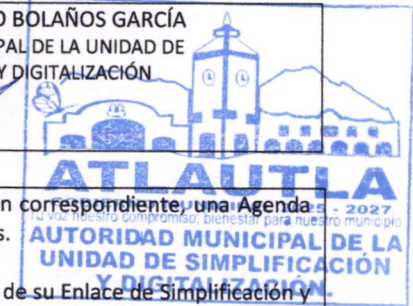 O BOLAÑOS GARCÍA
PAL DE LA UNIDAD DE
Y DIGITALIZACIÓN
ATLAUTLA
25 - 2027
Tu voz nuestro compromiso; bienestar para nuestro municipio
n correspondiente, una Agenda
s.
AUTORIDAD MUNICIPAL DE LA
UNIDAD DE SIMPLIFICACIÓN
Y DIGITALIZACIÓN.
de su Enlace de Simplificación y